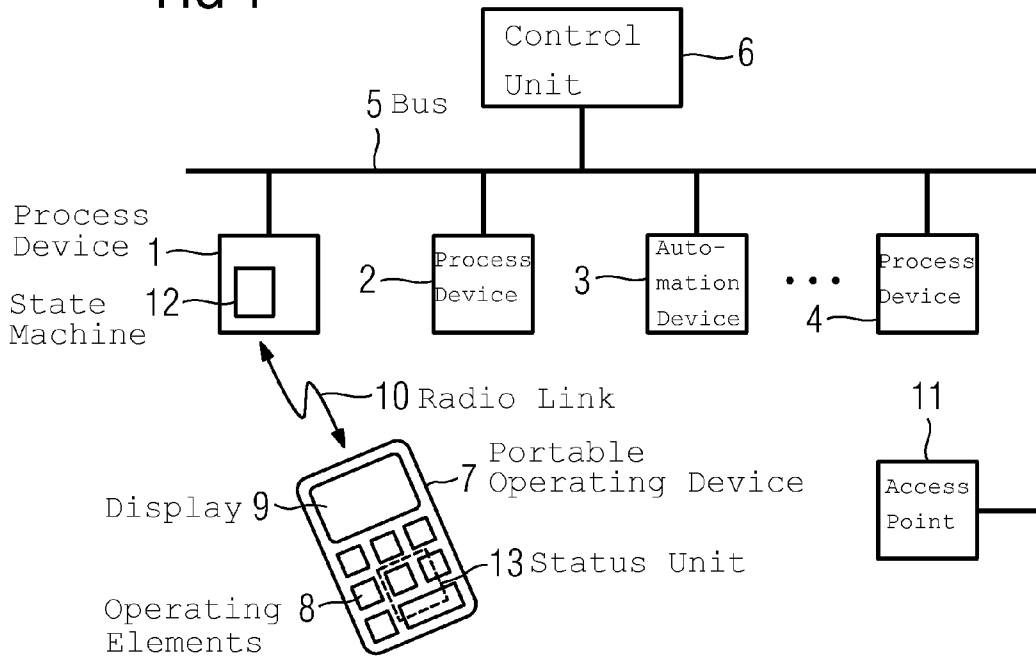 Control
Unit
6
5 Bus
Process
Device 1
Process
Device
2
Auto-
mation
Device
3
...
Process
Device
4
State
Machine
12
10 Radio Link
11
Access
Point
Portable
7 Operating Device
Display 9
13 Status Unit
Operating 8
Elements